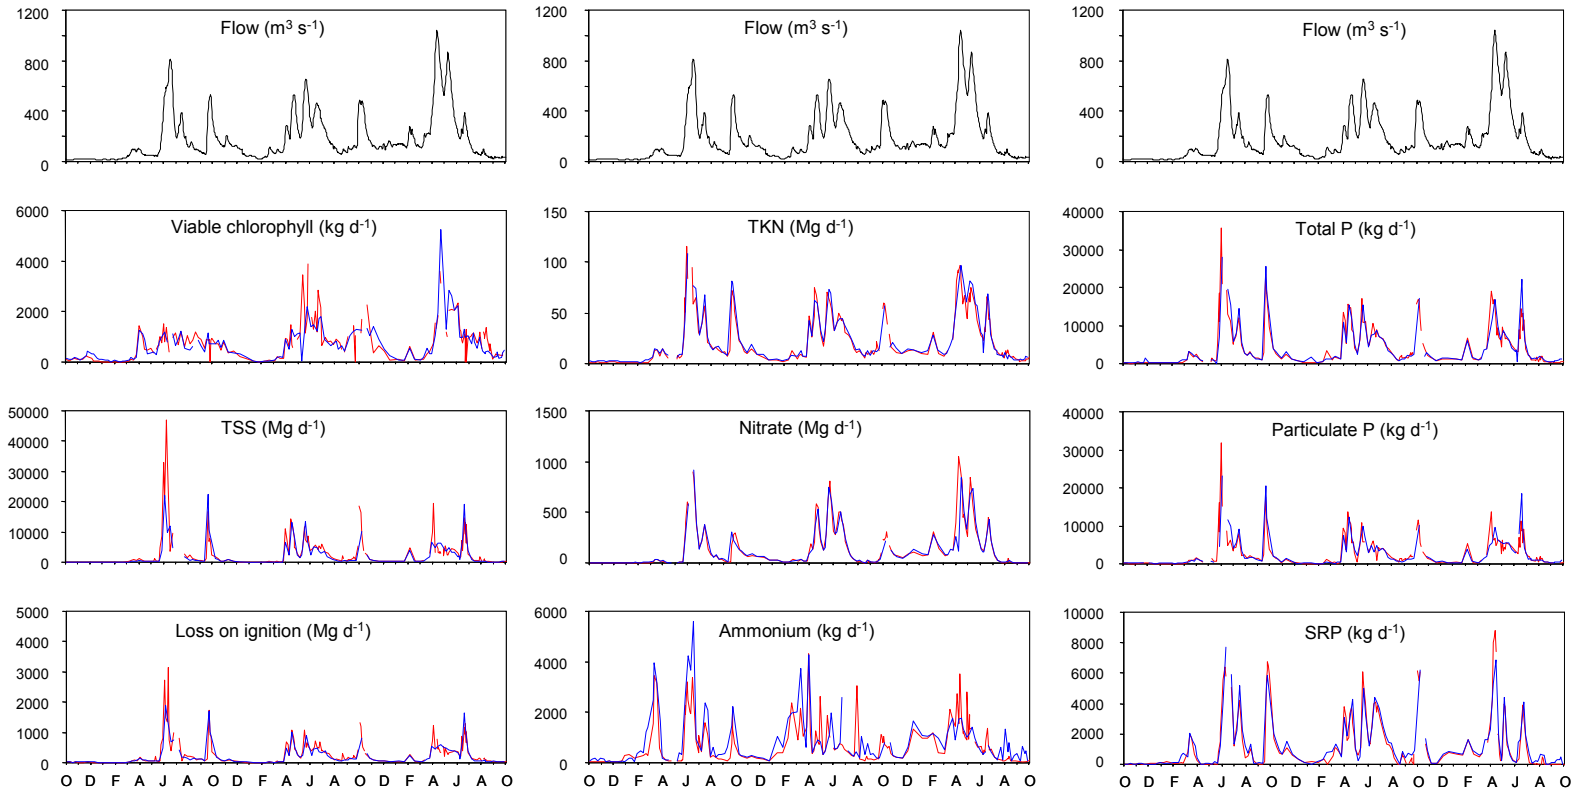 1200 800 400 0 Flow (m³ s⁻¹)
1200 800 400 0 Flow (m³ s⁻¹)
1200 800 400 0 Flow (m³ s⁻¹)
6000 4000 2000 0 Viable chlorophyll (kg d⁻¹)
150 100 50 0 TKN (Mg d⁻¹)
40000 30000 20000 10000 0 Total P (kg d⁻¹)
50000 40000 30000 20000 10000 0 TSS (Mg d⁻¹)
1500 1000 500 0 Nitrate (Mg d⁻¹)
40000 30000 20000 10000 0 Particulate P (kg d⁻¹)
5000 4000 3000 2000 1000 0 Loss on ignition (Mg d⁻¹)
6000 4000 2000 0 Ammonium (kg d⁻¹)
10000 8000 6000 4000 2000 0 SRP (kg d⁻¹)
O D F A J A O D F A J A O D F A J A O
O D F A J A O D F A J A O D F A J A O
O D F A J A O D F A J A O D F A J A O